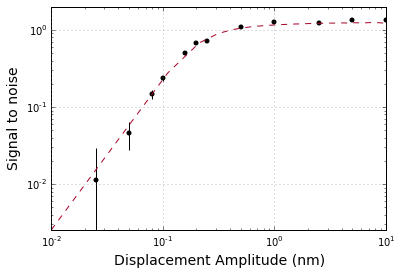 Signal to noise
10⁰
10⁻¹
10⁻²
10⁻² 10⁻¹ 10⁰ 10¹
Displacement Amplitude (nm)